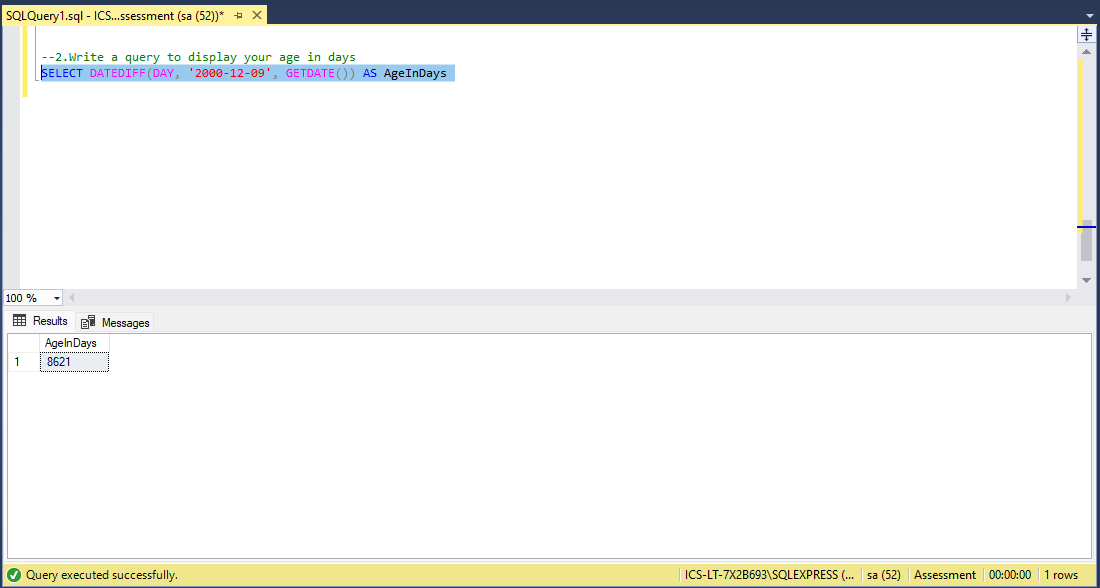 SQLQuery1.sql - ICS...ssessment (sa (52))*
--2.Write a query to display your age in days
SELECT DATEDIFF(DAY, '2000-12-09', GETDATE()) AS AgeInDays
100 %
Results Messages
AgeInDays
1 8621
Query executed successfully. ICS-LT-7X2B693\SQLEXPRESS (... sa (52) Assessment 00:00:00 1 rows